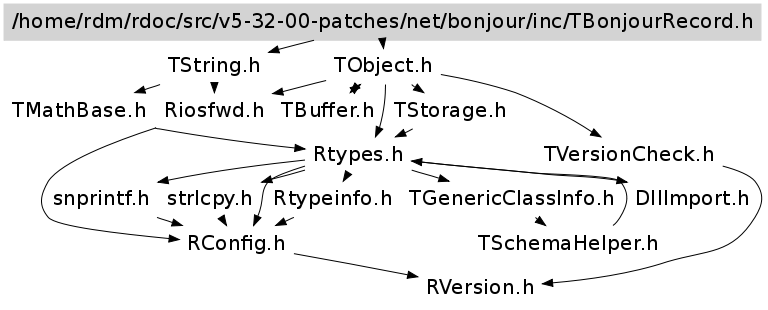 /home/rdm/rdoc/src/v5-32-00-patches/net/bonjour/inc/TBonjourRecord.h
TString.h TObject.h
TMathBase.h Riosfwd.h TBuffer.h TStorage.h
Rtypes.h TVersionCheck.h
snprintf.h strlcpy.h Rtypeinfo.h TGenericClassInfo.h DllImport.h
RConfig.h TSchemaHelper.h
RVersion.h